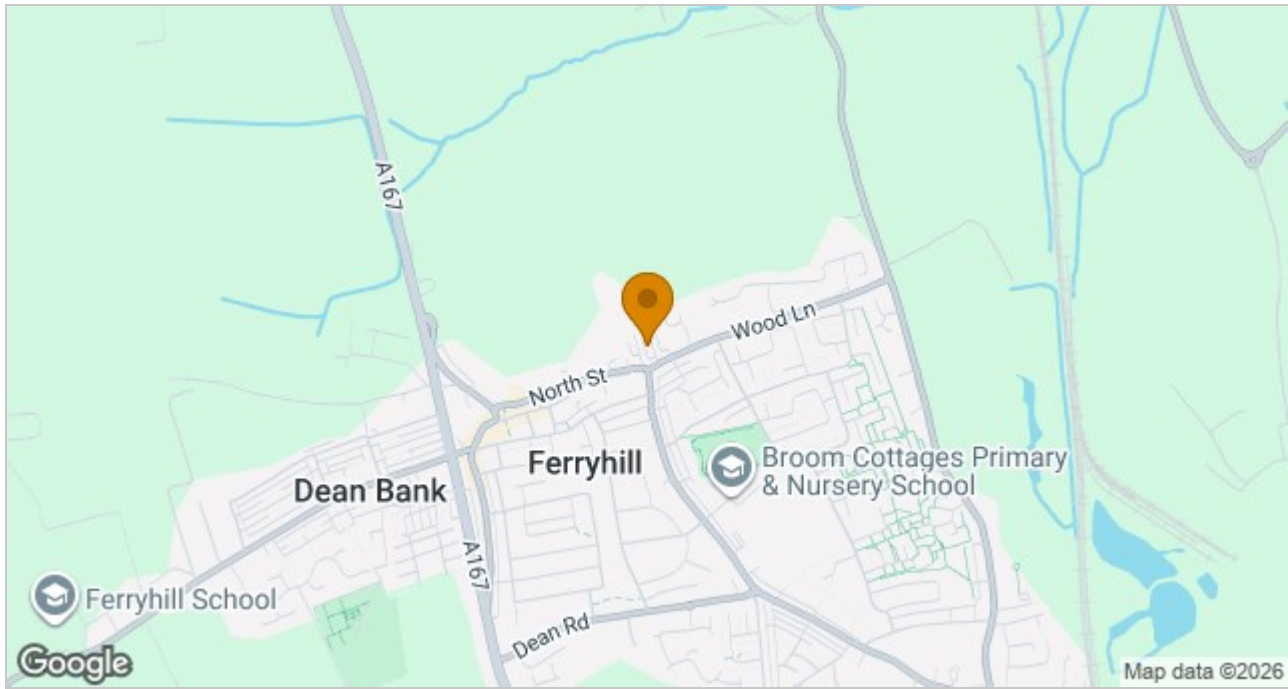 A167
Wood Ln
North St
Ferryhill
Dean Bank
Broom Cottages Primary
& Nursery School
A167
Ferryhill School
Dean Rd
Google
Map data ©2026